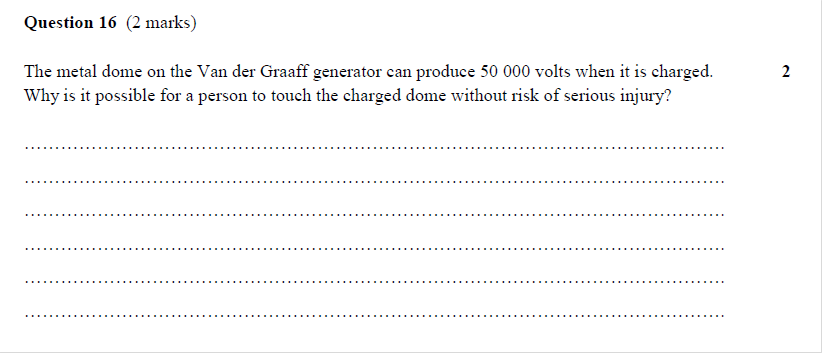 Question 16 (2 marks)
The metal dome on the Van der Graaff generator can produce 50 000 volts when it is charged. 2
Why is it possible for a person to touch the charged dome without risk of serious injury?